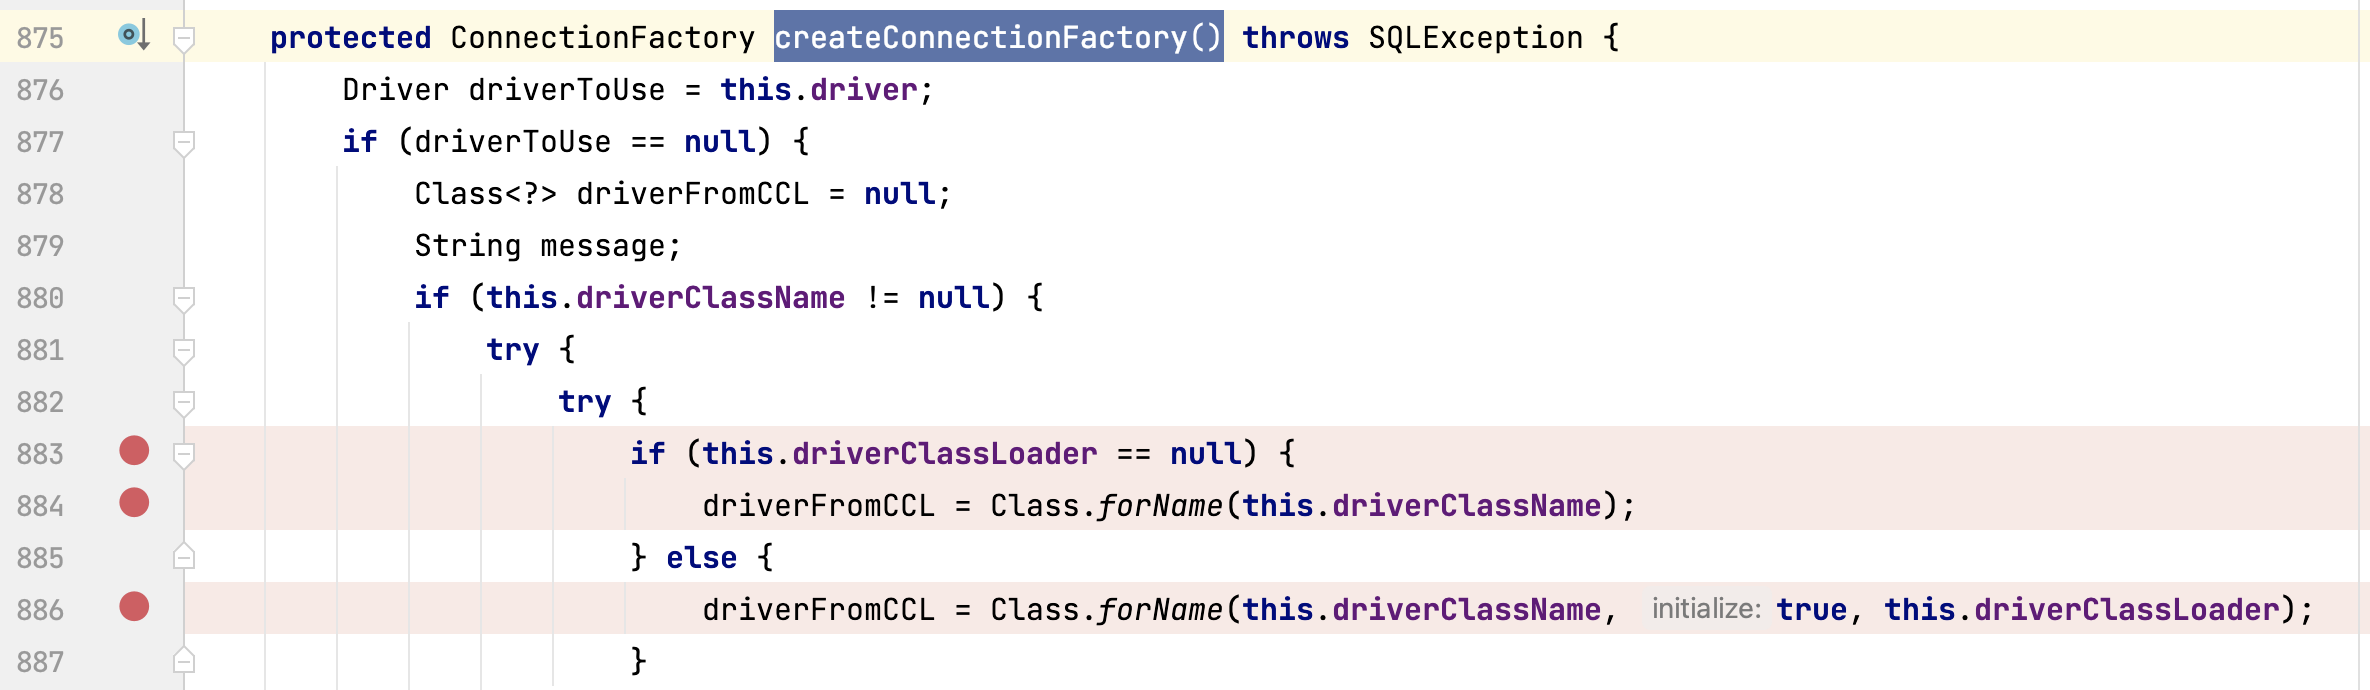 875 protected ConnectionFactory createConnectionFactory() throws SQLException {
876 Driver driverToUse = this.driver;
877 if (driverToUse == null) {
878 Class<?> driverFromCCL = null;
879 String message;
880 if (this.driverClassName != null) {
881 try {
882 try {
883 if (this.driverClassLoader == null) {
884 driverFromCCL = Class.forName(this.driverClassName);
885 } else {
886 driverFromCCL = Class.forName(this.driverClassName, initialize: true, this.driverClassLoader);
887 }